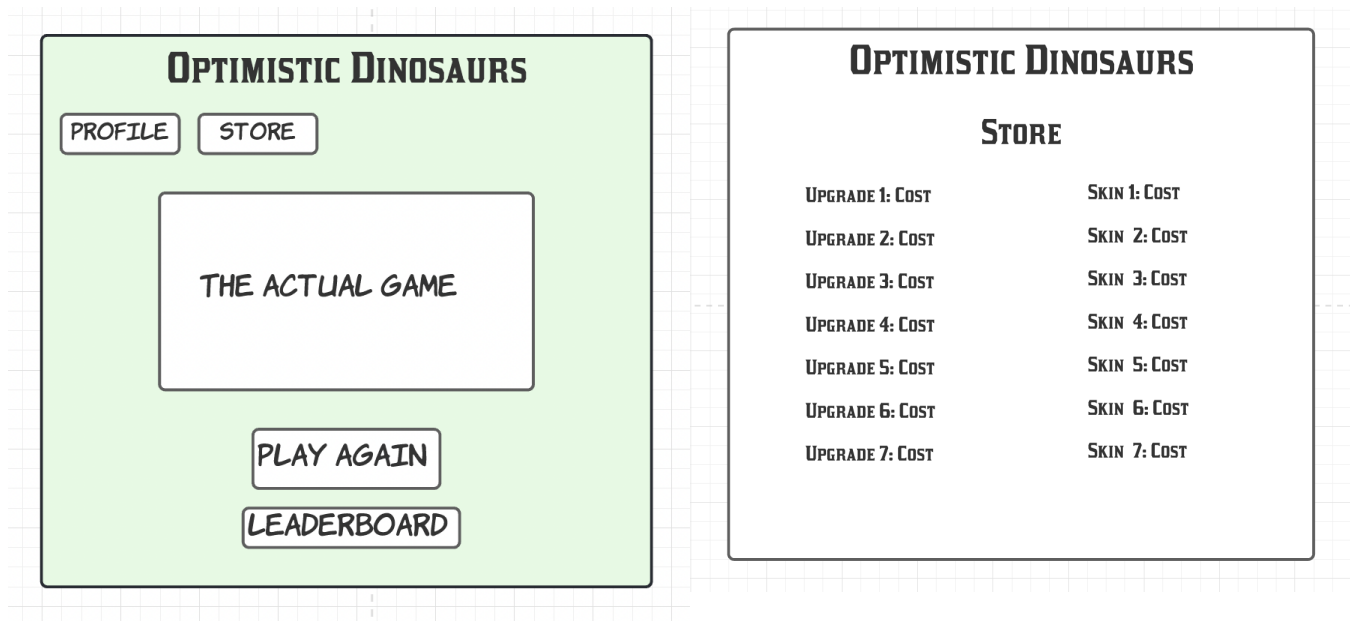 Optimistic Dinosaurs
PROFILE
STORE
THE ACTUAL GAME
PLAY AGAIN
LEADERBOARD
Optimistic Dinosaurs
Store
Upgrade 1: Cost
Upgrade 2: Cost
Upgrade 3: Cost
Upgrade 4: Cost
Upgrade 5: Cost
Upgrade 6: Cost
Upgrade 7: Cost
Skin 1: Cost
Skin 2: Cost
Skin 3: Cost
Skin 4: Cost
Skin 5: Cost
Skin 6: Cost
Skin 7: Cost